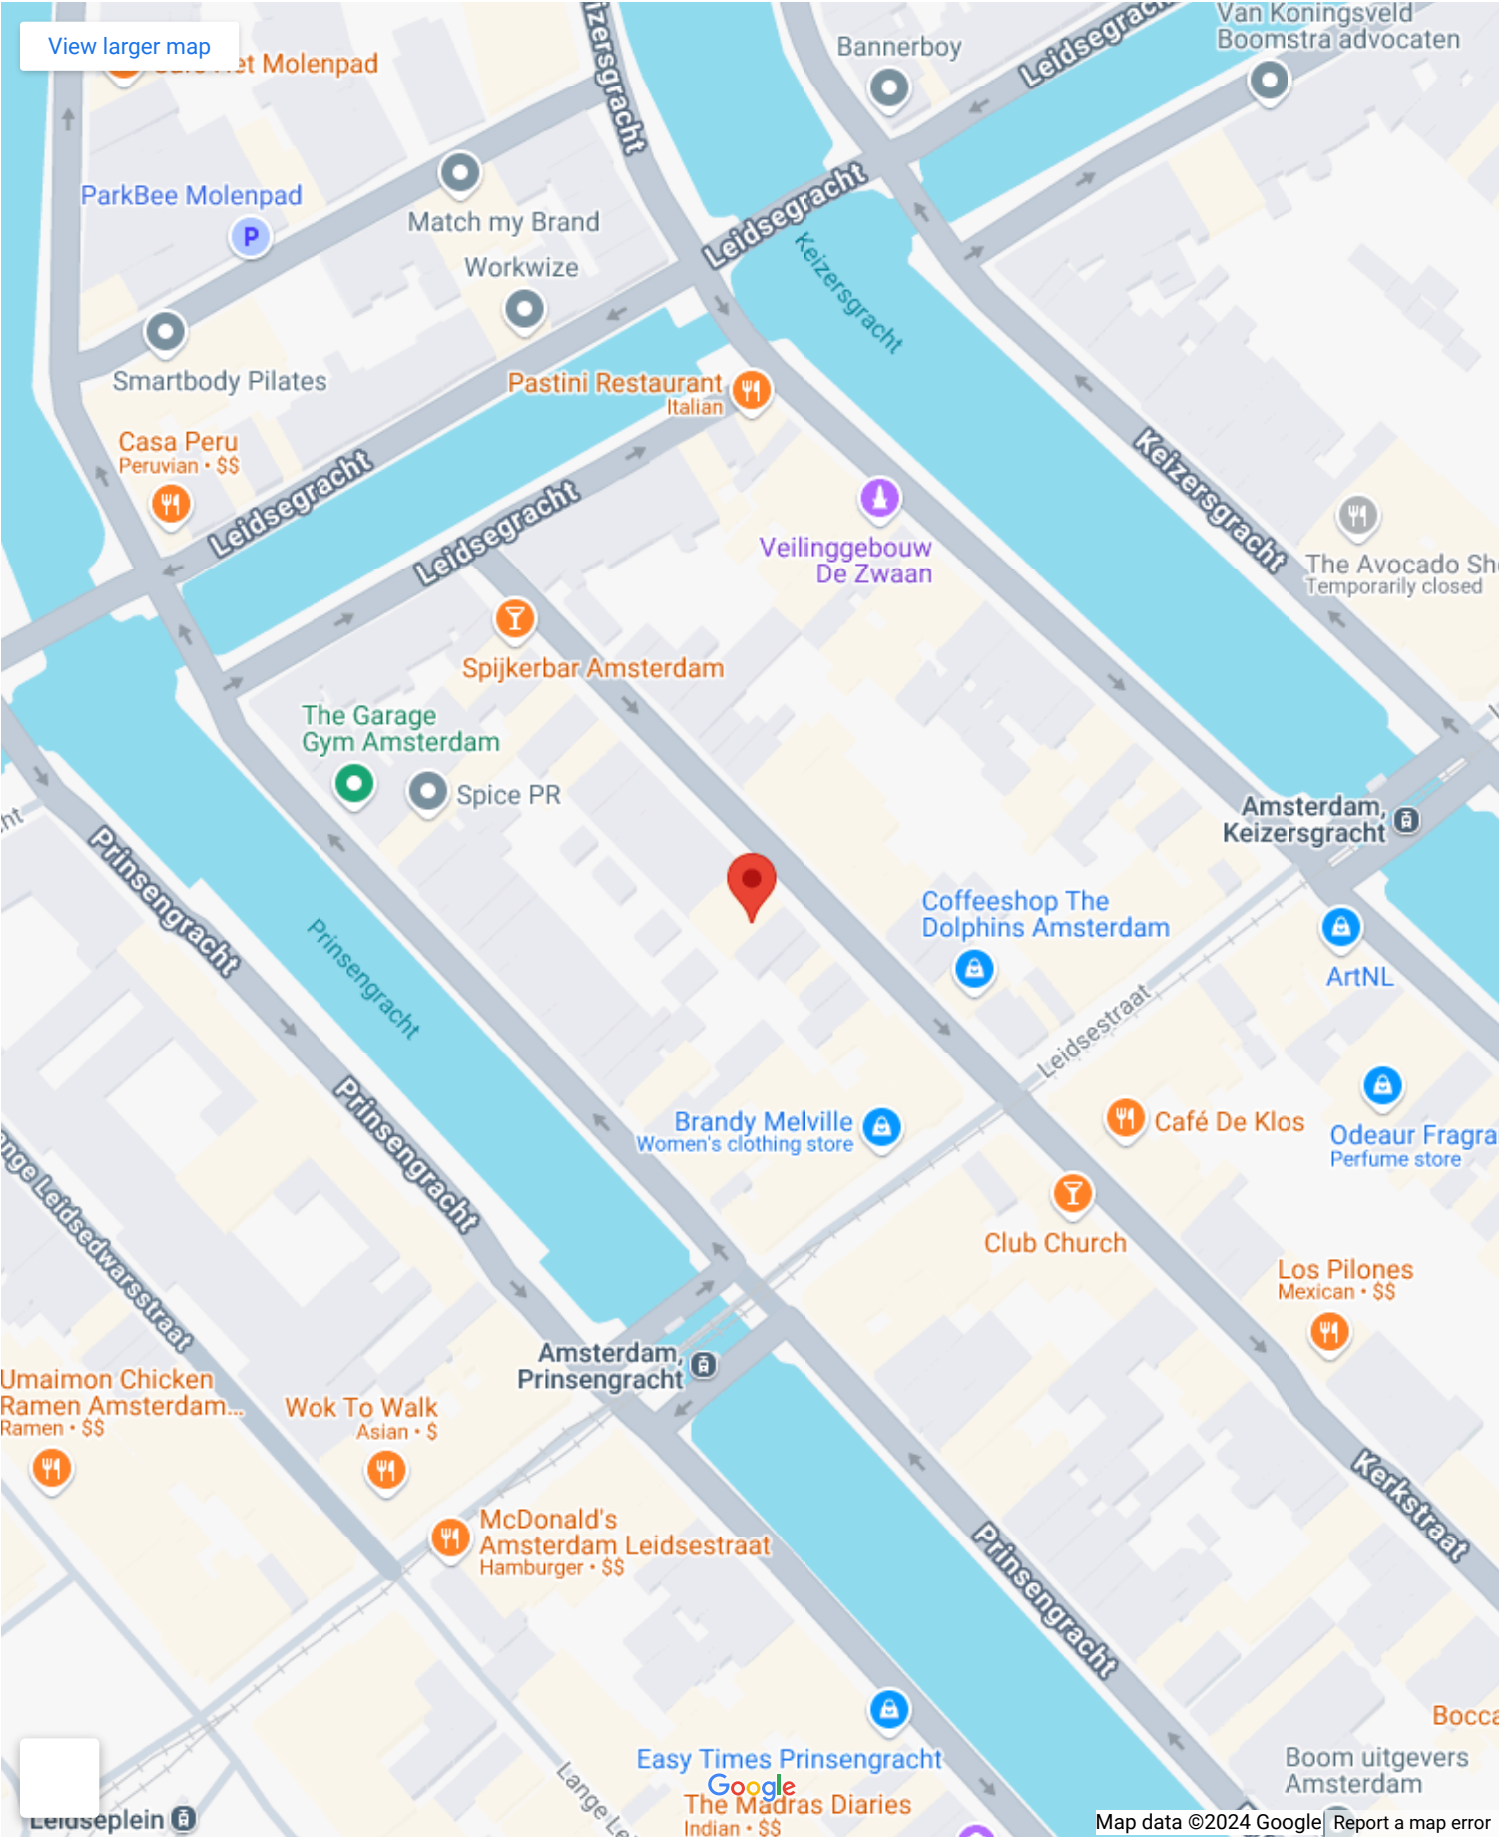 View larger map
Molenpad
izersgracht
Bannerboy
Leidsegracht
Van Koningsveld
Boomstra advocaten
ParkBee Molenpad
P
Match my Brand
Workwize
Leidsegracht
Keizersgracht
Smartbody Pilates
Pastini Restaurant
Italian
Casa Peru
Peruvian • $$
Leidsegracht
Leidsegracht
Keizersgracht
Veilinggebouw
De Zwaan
The Avocado Sh
Temporarily closed
Spijkerbar Amsterdam
The Garage
Gym Amsterdam
Spice PR
Amsterdam,
Keizersgracht
Prinsengracht
Prinsengracht
Coffeeshop The
Dolphins Amsterdam
ArtNL
Leidsestraat
Prinsengracht
Brandy Melville
Women's clothing store
Café De Klos
Odeaur Fragra
Perfume store
ange Leidsedwarsstraat
Club Church
Los Pilones
Mexican • $$
Amsterdam,
Prinsengracht
Umaimon Chicken
Ramen Amsterdam...
Ramen • $$
Wok To Walk
Asian • $
Kerkstraat
McDonald's
Amsterdam Leidsestraat
Hamburger • $$
Prinsengracht
Bocca
Easy Times Prinsengracht
Boom uitgevers
Amsterdam
Google
Lange Le
The Madras Diaries
Indian • $$
Leidseplein
Map data ©2024 Google
Report a map error